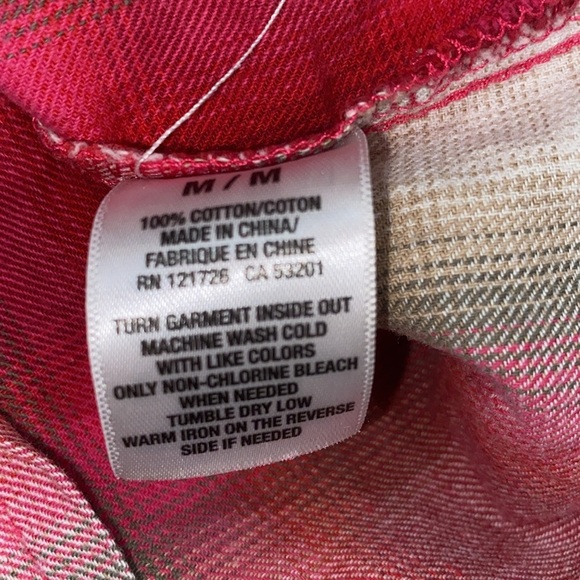 M / M
100% COTTON/COTON
MADE IN CHINA/
FABRIQUE EN CHINE
RN 121726 CA 53201
TURN GARMENT INSIDE OUT
MACHINE WASH COLD
WITH LIKE COLORS
ONLY NON-CHLORINE BLEACH
WHEN NEEDED
TUMBLE DRY LOW
WARM IRON ON THE REVERSE
SIDE IF NEEDED